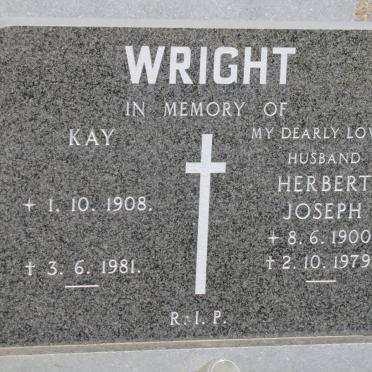 WRIGHT
IN MEMORY OF
KAY
+ 1. 10. 1908.
† 3. 6. 1981.
MY DEARLY LOV
HUSBAND
HERBERT
JOSEPH
+ 8. 6. 1900
† 2. 10. 1979
R. I. P.